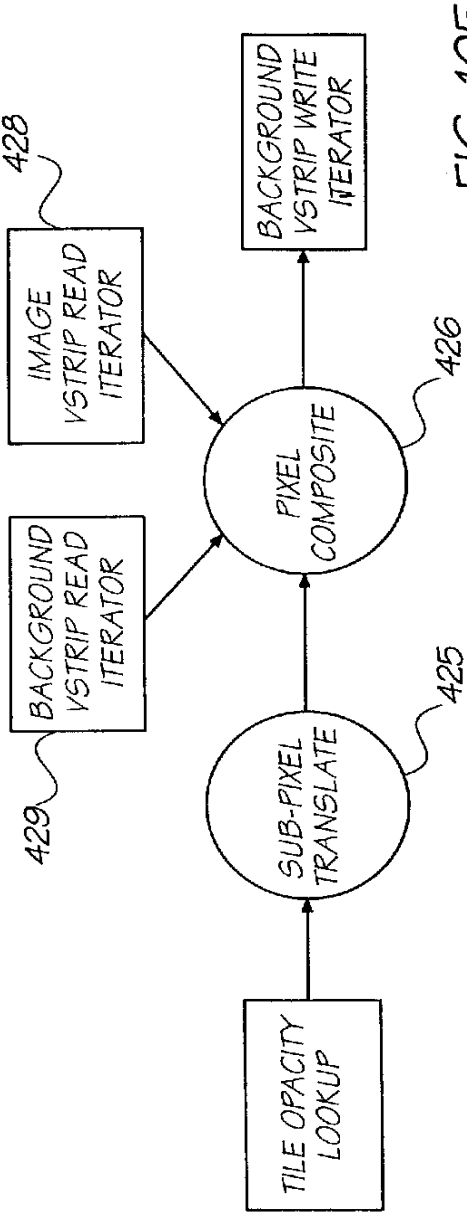 429
BACKGROUND
VSTRIP READ
ITERATOR
IMAGE
VSTRIP READ
ITERATOR
428
TILE OPACITY
LOOKUP
SUB-PIXEL
TRANSLATE
425
PIXEL
COMPOSITE
426
BACKGROUND
VSTRIP WRITE
ITERATOR